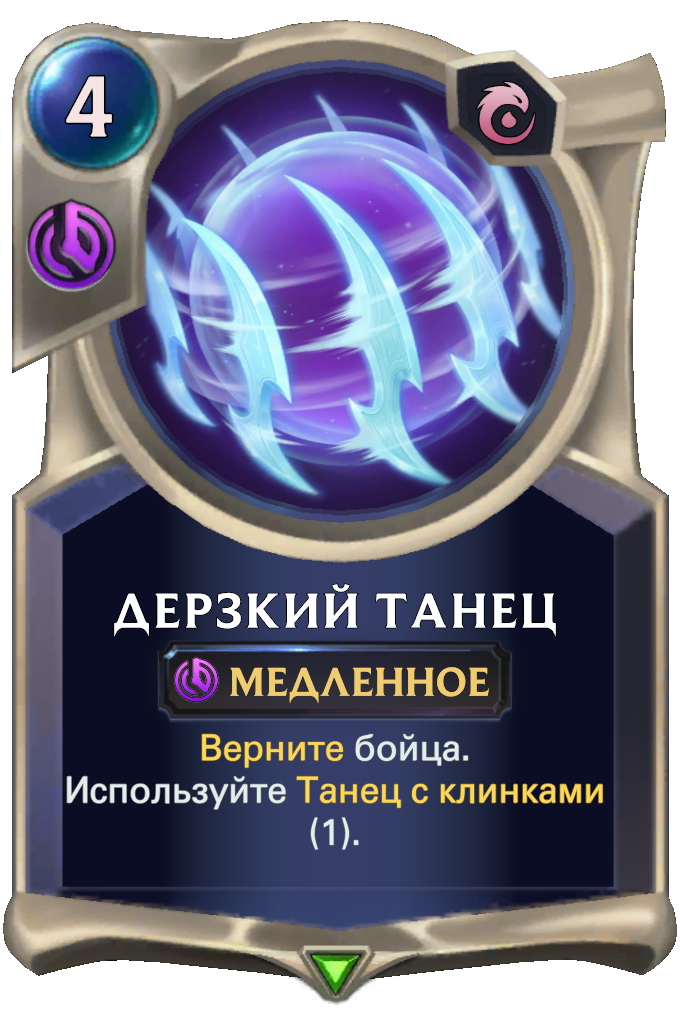 4
ДЕРЗКИЙ ТАНЕЦ
МЕДЛЕННОЕ
Верните бойца.
Используйте Танец с клинками
(1).